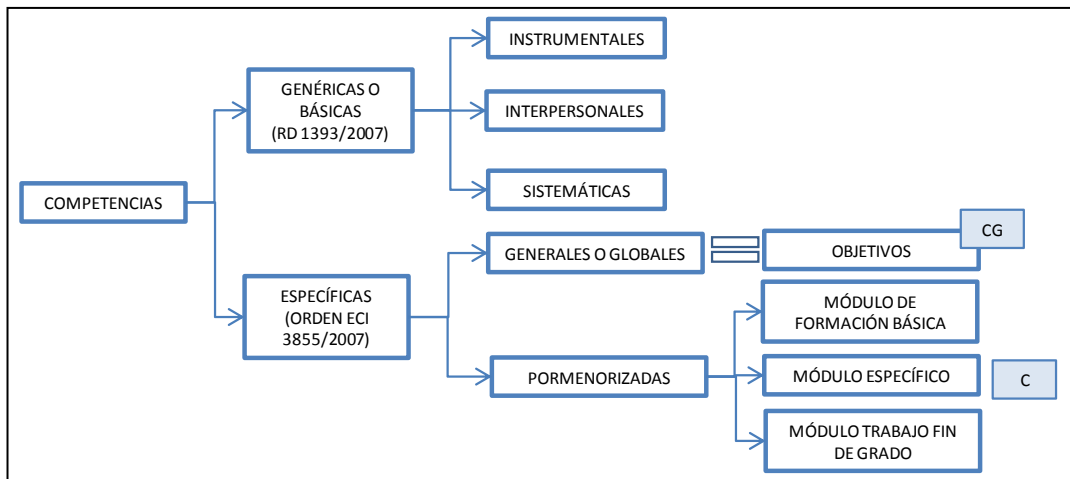 COMPETENCIAS
GENÉRICAS O
BÁSICAS
(RD 1393/2007)
INSTRUMENTALES
INTERPERSONALES
SISTEMÁTICAS
ESPECÍFICAS
(ORDEN ECI
3855/2007)
GENERALES O GLOBALES
OBJETIVOS
CG
PORMENORIZADAS
MÓDULO DE
FORMACIÓN BÁSICA
MÓDULO ESPECÍFICO
C
MÓDULO TRABAJO FIN
DE GRADO